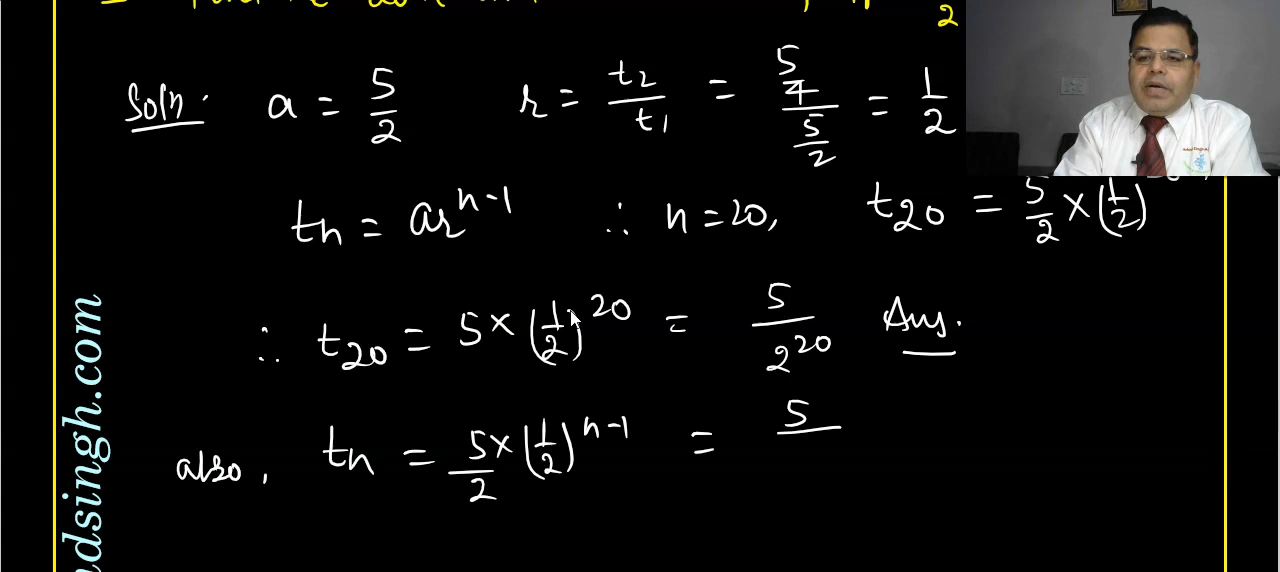 2
Soln. a = 5/2 r = t2/t1 = (5/4)/(5/2) = 1/2
tn = ar^(n-1) ∴ n = 20, t20 = 5/2 × (1/2)
∴ t20 = 5 × (1/2)^20 = 5/2^20 Ans.
also, tn = 5/2 × (1/2)^(n-1) = 5
ndsingh.com